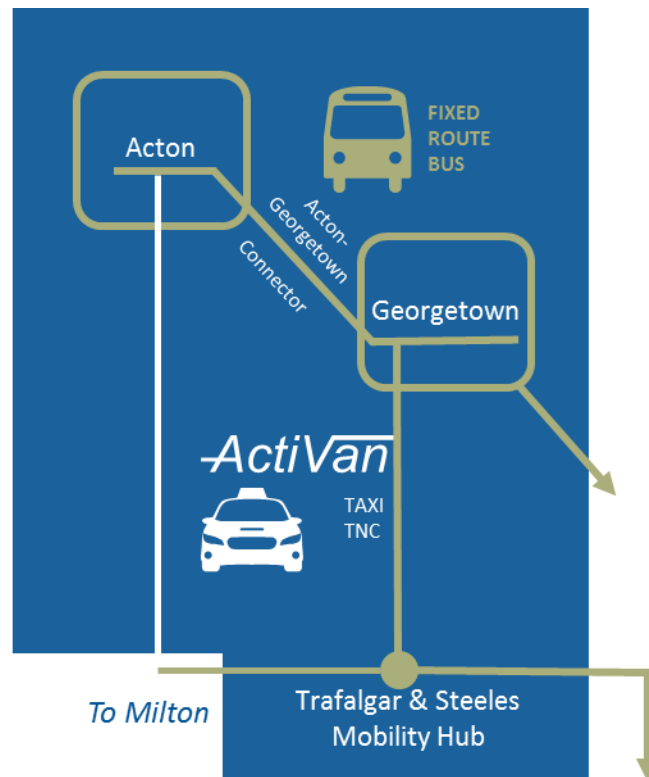 Acton
FIXED
ROUTE
BUS
Acton-
Georgetown
Connector
Georgetown
ActiVan
TAXI
TNC
To Milton
Trafalgar & Steeles
Mobility Hub